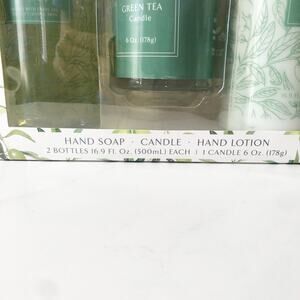 GREEN TEA
Candle
6 Oz (178g)
HAND SOAP · CANDLE · HAND LOTION
2 BOTTLES 16.9 FL. OZ. (500mL) EACH | 1 CANDLE 6 OZ. (178g)